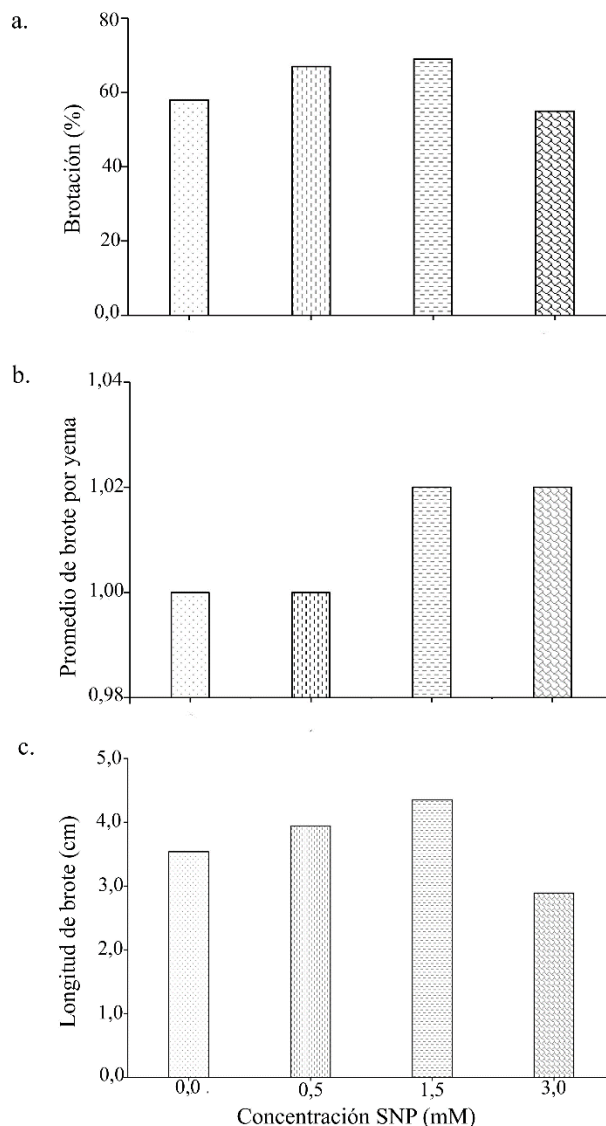 a.
Brotación (%)
80
60
40
20
0,0
b.
Promedio de brote por yema
1,04
1,02
1,00
0,98
c.
Longitud de brote (cm)
5,0
4,0
3,0
2,0
1,0
0,0
0,0 0,5 1,5 3,0
Concentración SNP (mM)